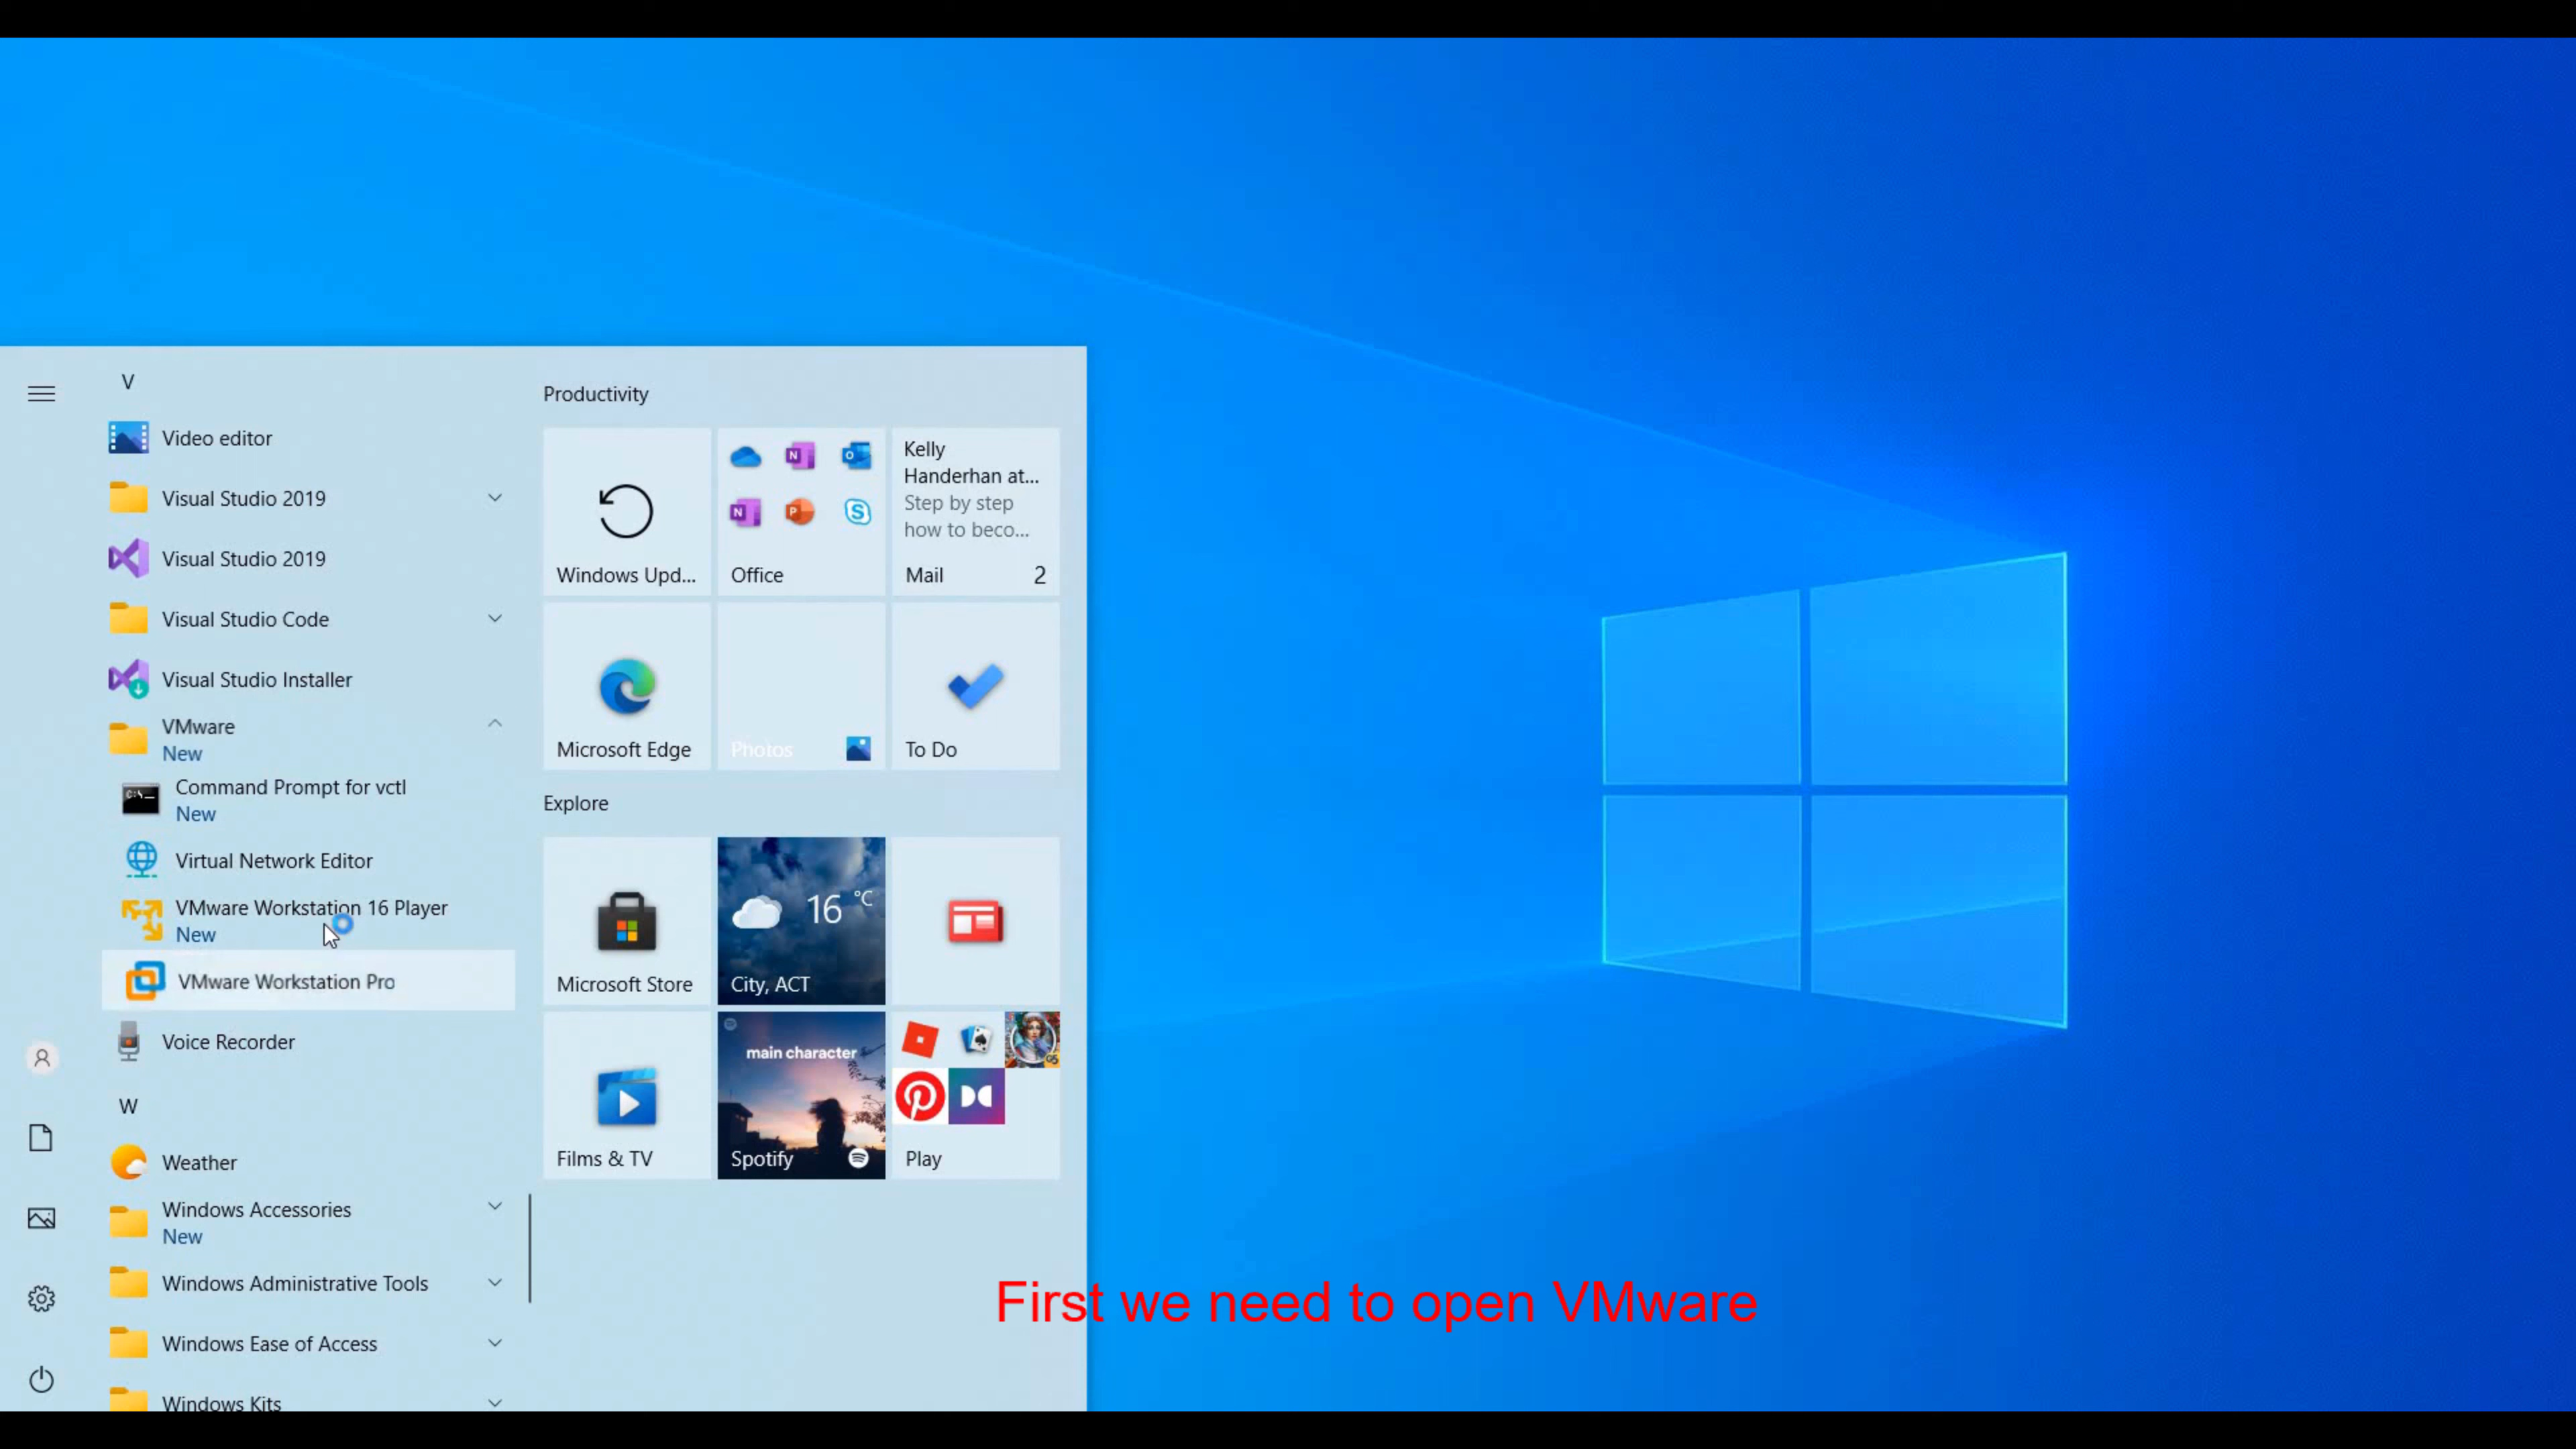 V
Video editor
Visual Studio 2019
Visual Studio 2019
Visual Studio Code
Visual Studio Installer
VMware
New
Command Prompt for vctl
New
Virtual Network Editor
VMware Workstation 16 Player
New
VMware Workstation Pro
Voice Recorder
W
Weather
Windows Accessories
New
Windows Administrative Tools
Windows Ease of Access
Windows Kits
Productivity
Windows Upd...
Office
Kelly
Handerhan at...
Step by step
how to beco...
Mail 2
Microsoft Edge
Photos
To Do
Explore
Microsoft Store
16 °C
City, ACT
Films & TV
main character
Spotify
Play
First we need to open VMware